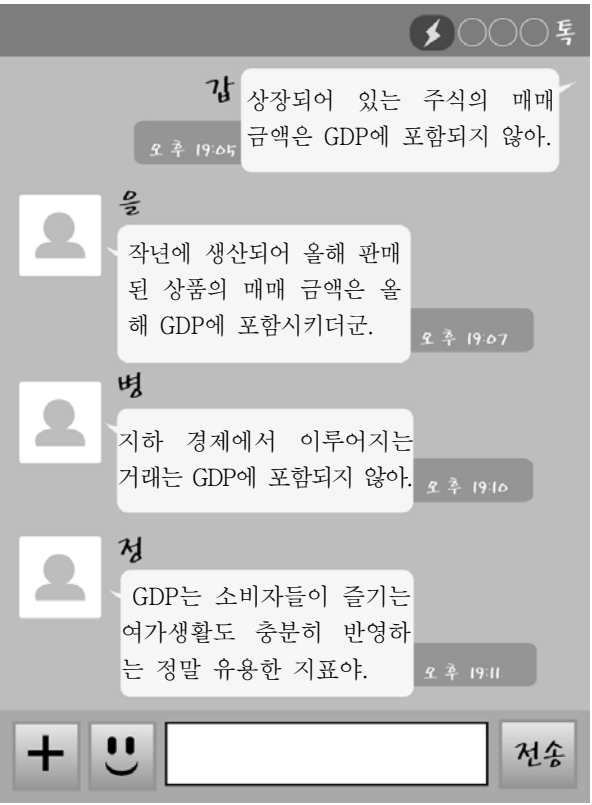 ○○○톡
갑
상장되어 있는 주식의 매매
금액은 GDP에 포함되지 않아.
오후 19:05
을
작년에 생산되어 올해 판매
된 상품의 매매 금액은 올
해 GDP에 포함시키더군.
오후 19:07
병
지하 경제에서 이루어지는
거래는 GDP에 포함되지 않아.
오후 19:10
정
GDP는 소비자들이 즐기는
여가생활도 충분히 반영하
는 정말 유용한 지표야.
오후 19:11
전송